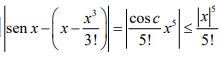 |sen x − (x − x³/3!)| = |cos c/5! x⁵| ≤ |x|⁵/5!